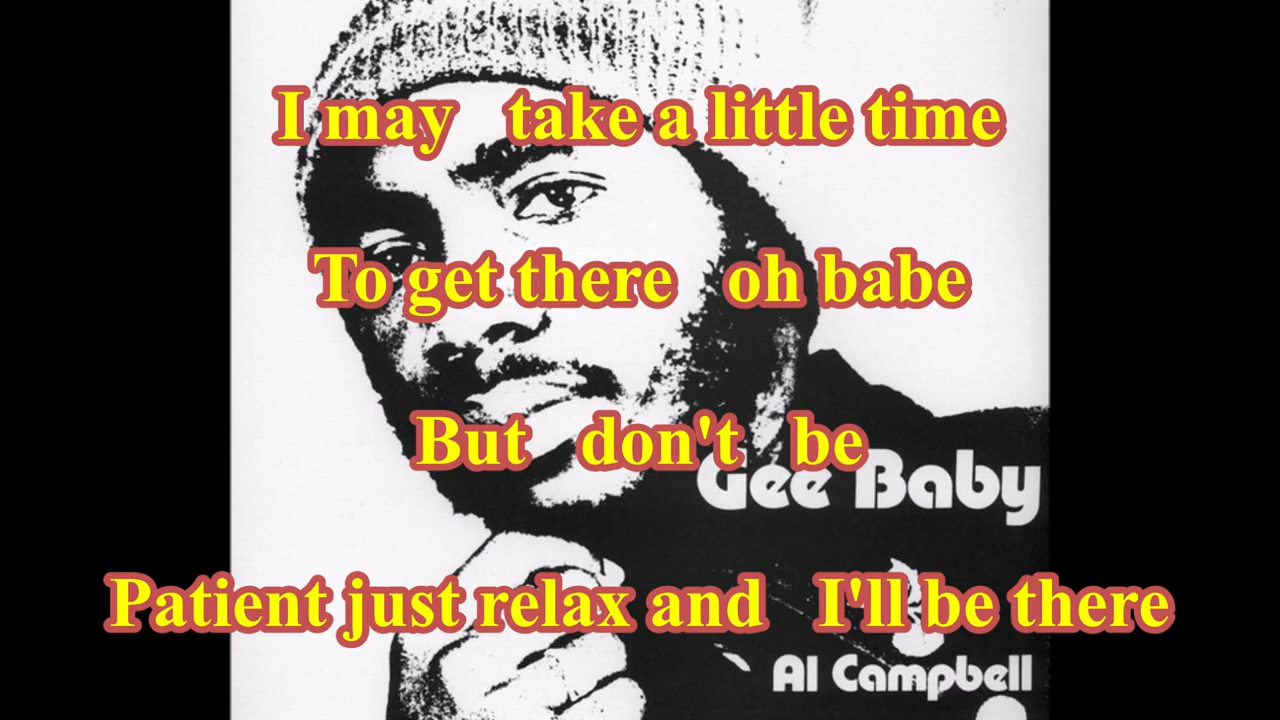 I may take a little time
To get there oh babe
But don't be
Gee Baby
Patient just relax and I'll be there
Al Campbell